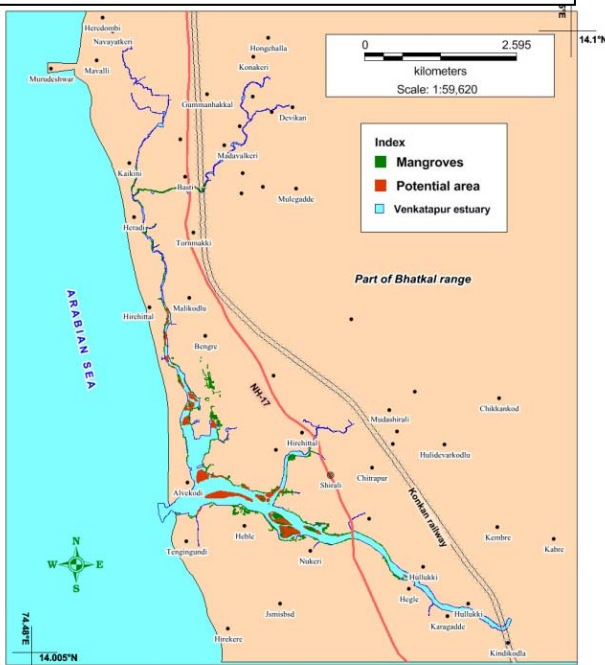 Heredombi
Navayatkeri
Murudeshwar
Mavalli
Hongehalla
Konakeri
14.1°N
0 2.595
kilometers
Scale: 1:59,620
Gummanhakkal
Devikan
Madavalkeri
Index
Mangroves
Potential area
Venkatapur estuary
Kaikini
Basti
Mulegadde
Heradi
Tummakki
Part of Bhatkal range
ARABIAN SEA
Hirchittal
Malikodlu
Bengre
NH-17
Chikkankod
Mudashirali
Hirchittal
Hulidevarkodlu
Chitrapur
Shirali
Alvekodi
Konkan railway
Heble
Tengingundi
Nukeri
Kembre
Kabre
N
W E
S
Hullukki
Hegle
Hullukki
Jsmisbsd
Karagadde
Hirekere
Kindikodla
74.48°E
14.005°N